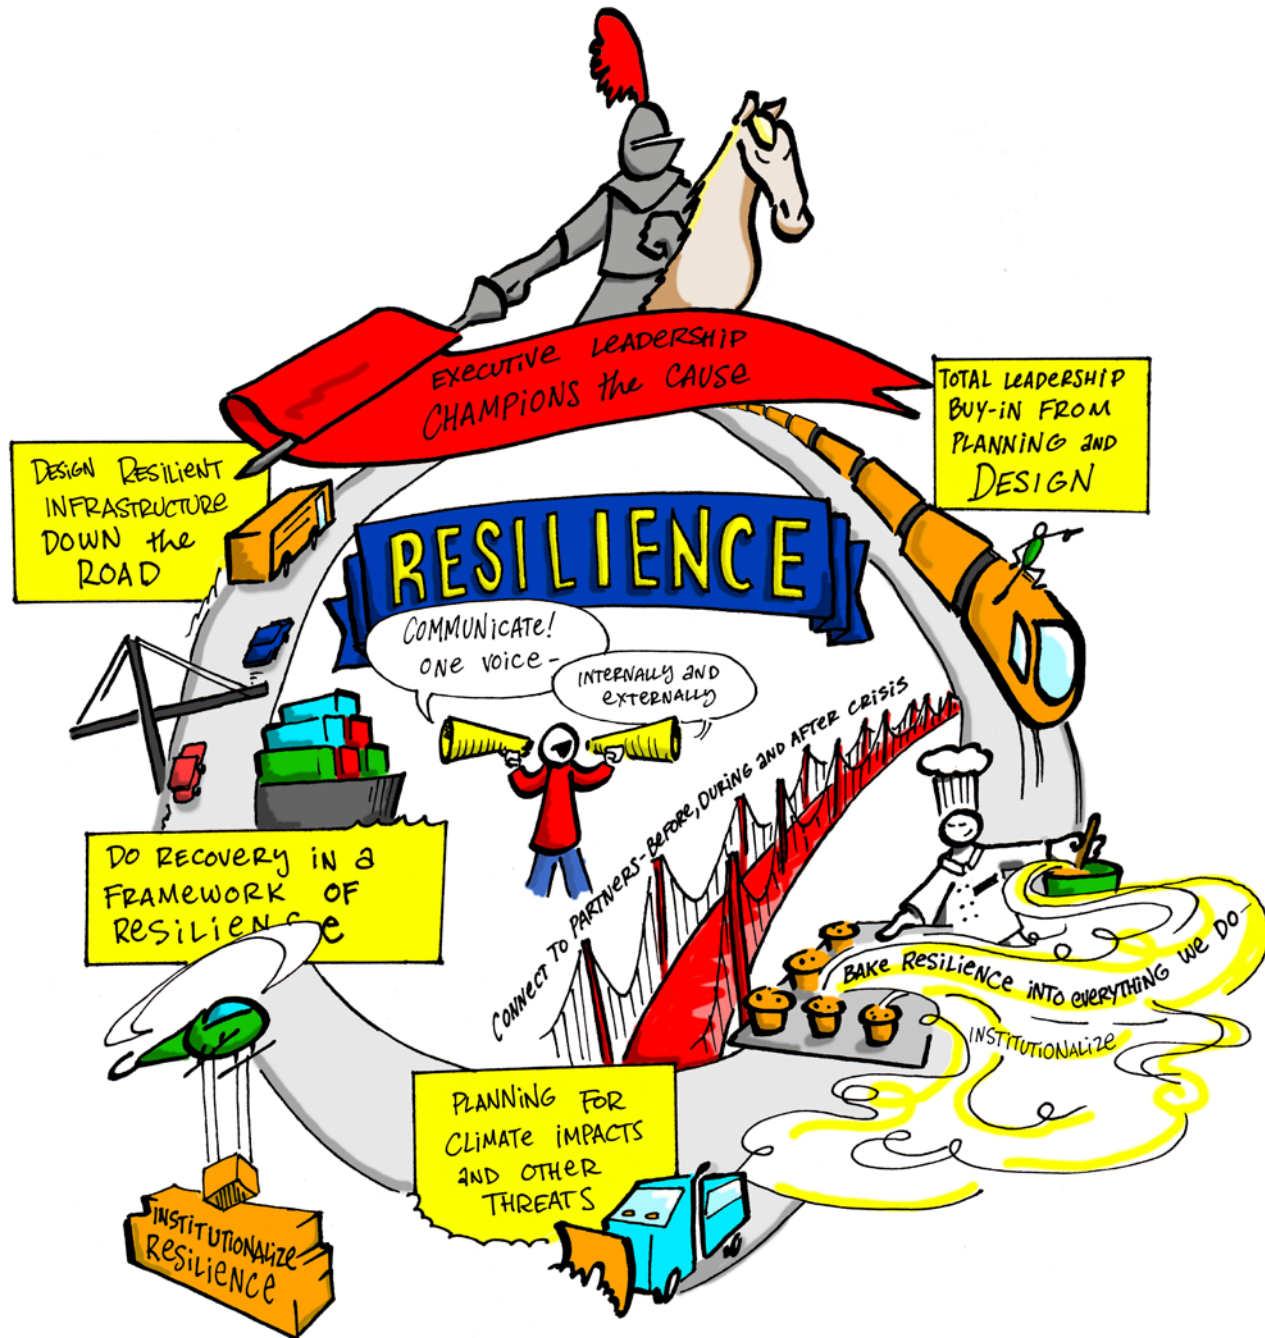 EXECUTIVE LEADERSHIP
CHAMPIONS the CAUSE
TOTAL LEADERSHIP
BUY-IN FROM
PLANNING and
DESIGN
DESIGN RESILIENT
INFRASTRUCTURE
DOWN the
ROAD
RESILIENCE
COMMUNICATE!
ONE VOICE-
INTERNALLY AND
EXTERNALLY
CONNECT TO PARTNERS-BEFORE, DURING AND AFTER CRISIS
DO RECOVERY IN a
FRAMEWORK OF
RESILIENCE
BAKE RESILIENCE INTO EVERYTHING WE DO-
INSTITUTIONALIZE
PLANNING FOR
CLIMATE IMPACTS
AND OTHER
THREATS
INSTITUTIONALIZE
RESILIENCE